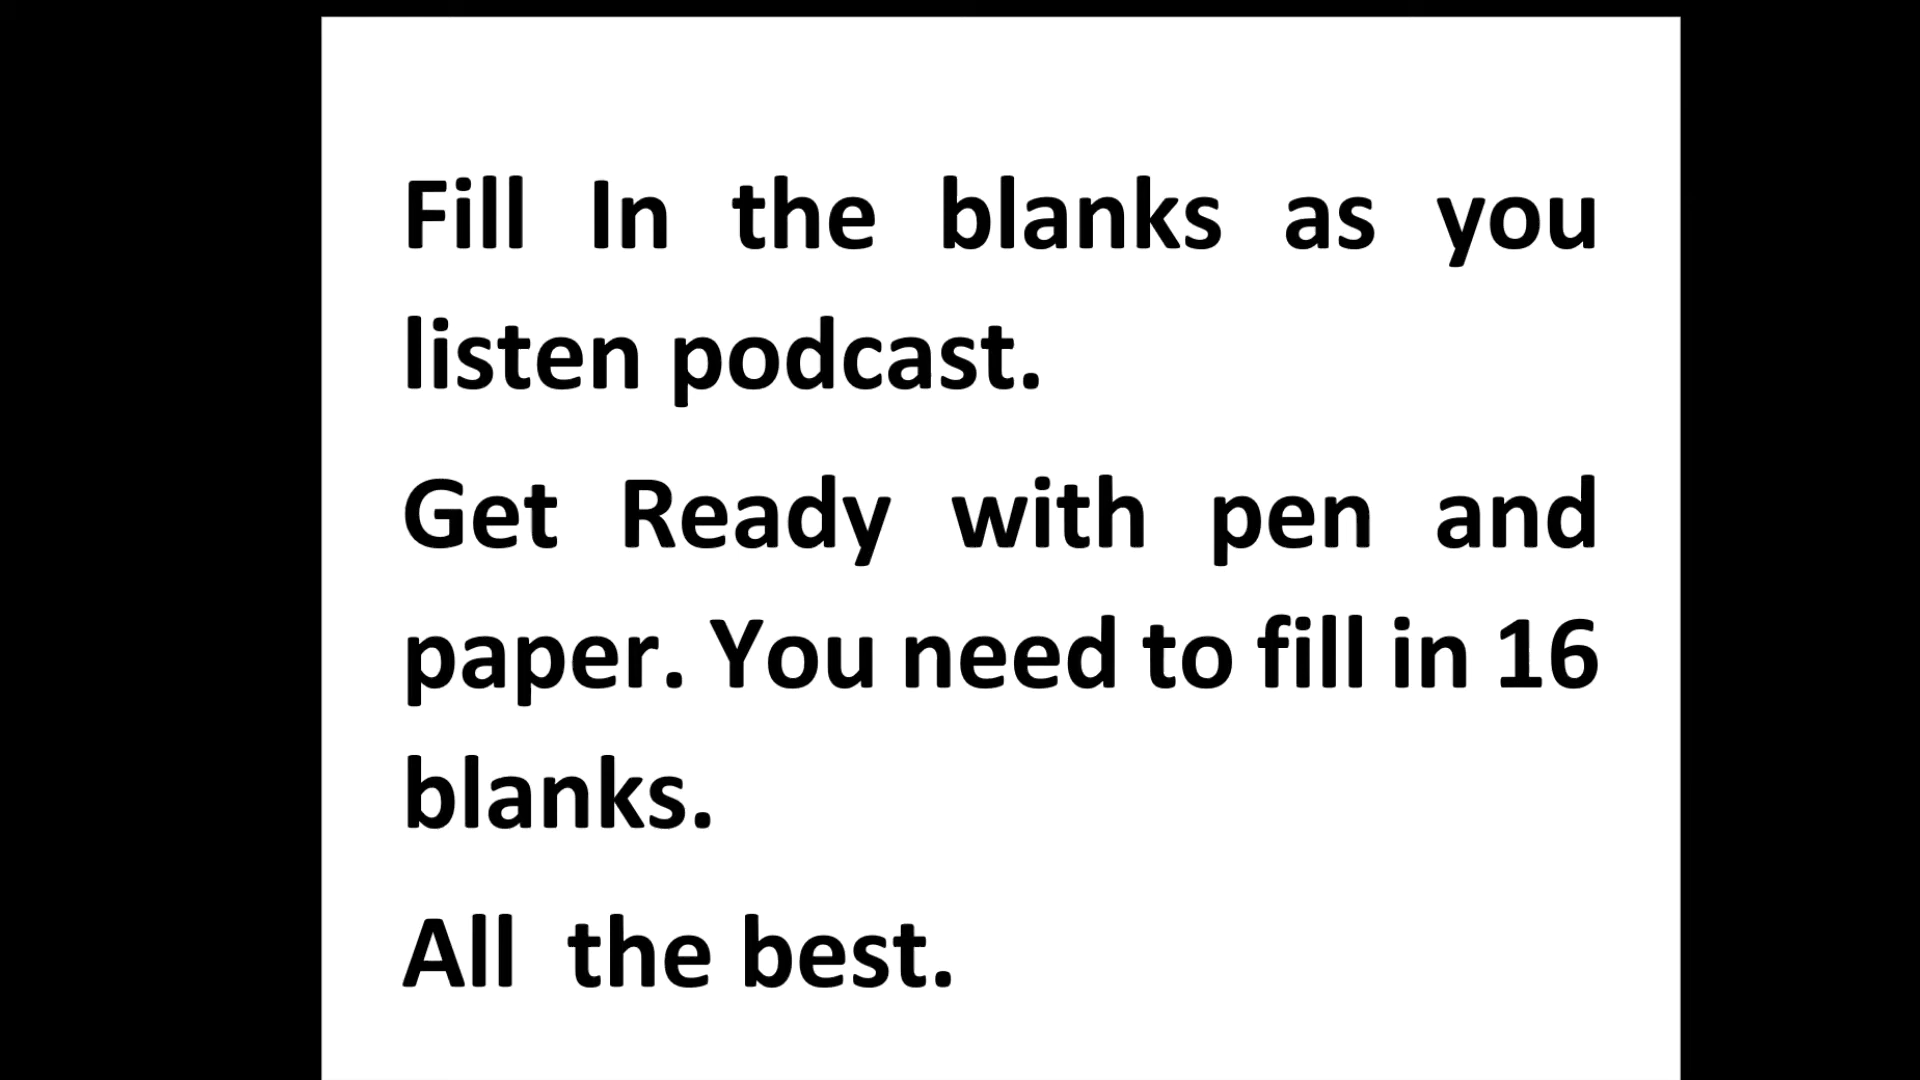 Fill In the blanks as you
listen podcast.
Get Ready with pen and
paper. You need to fill in 16
blanks.
All the best.